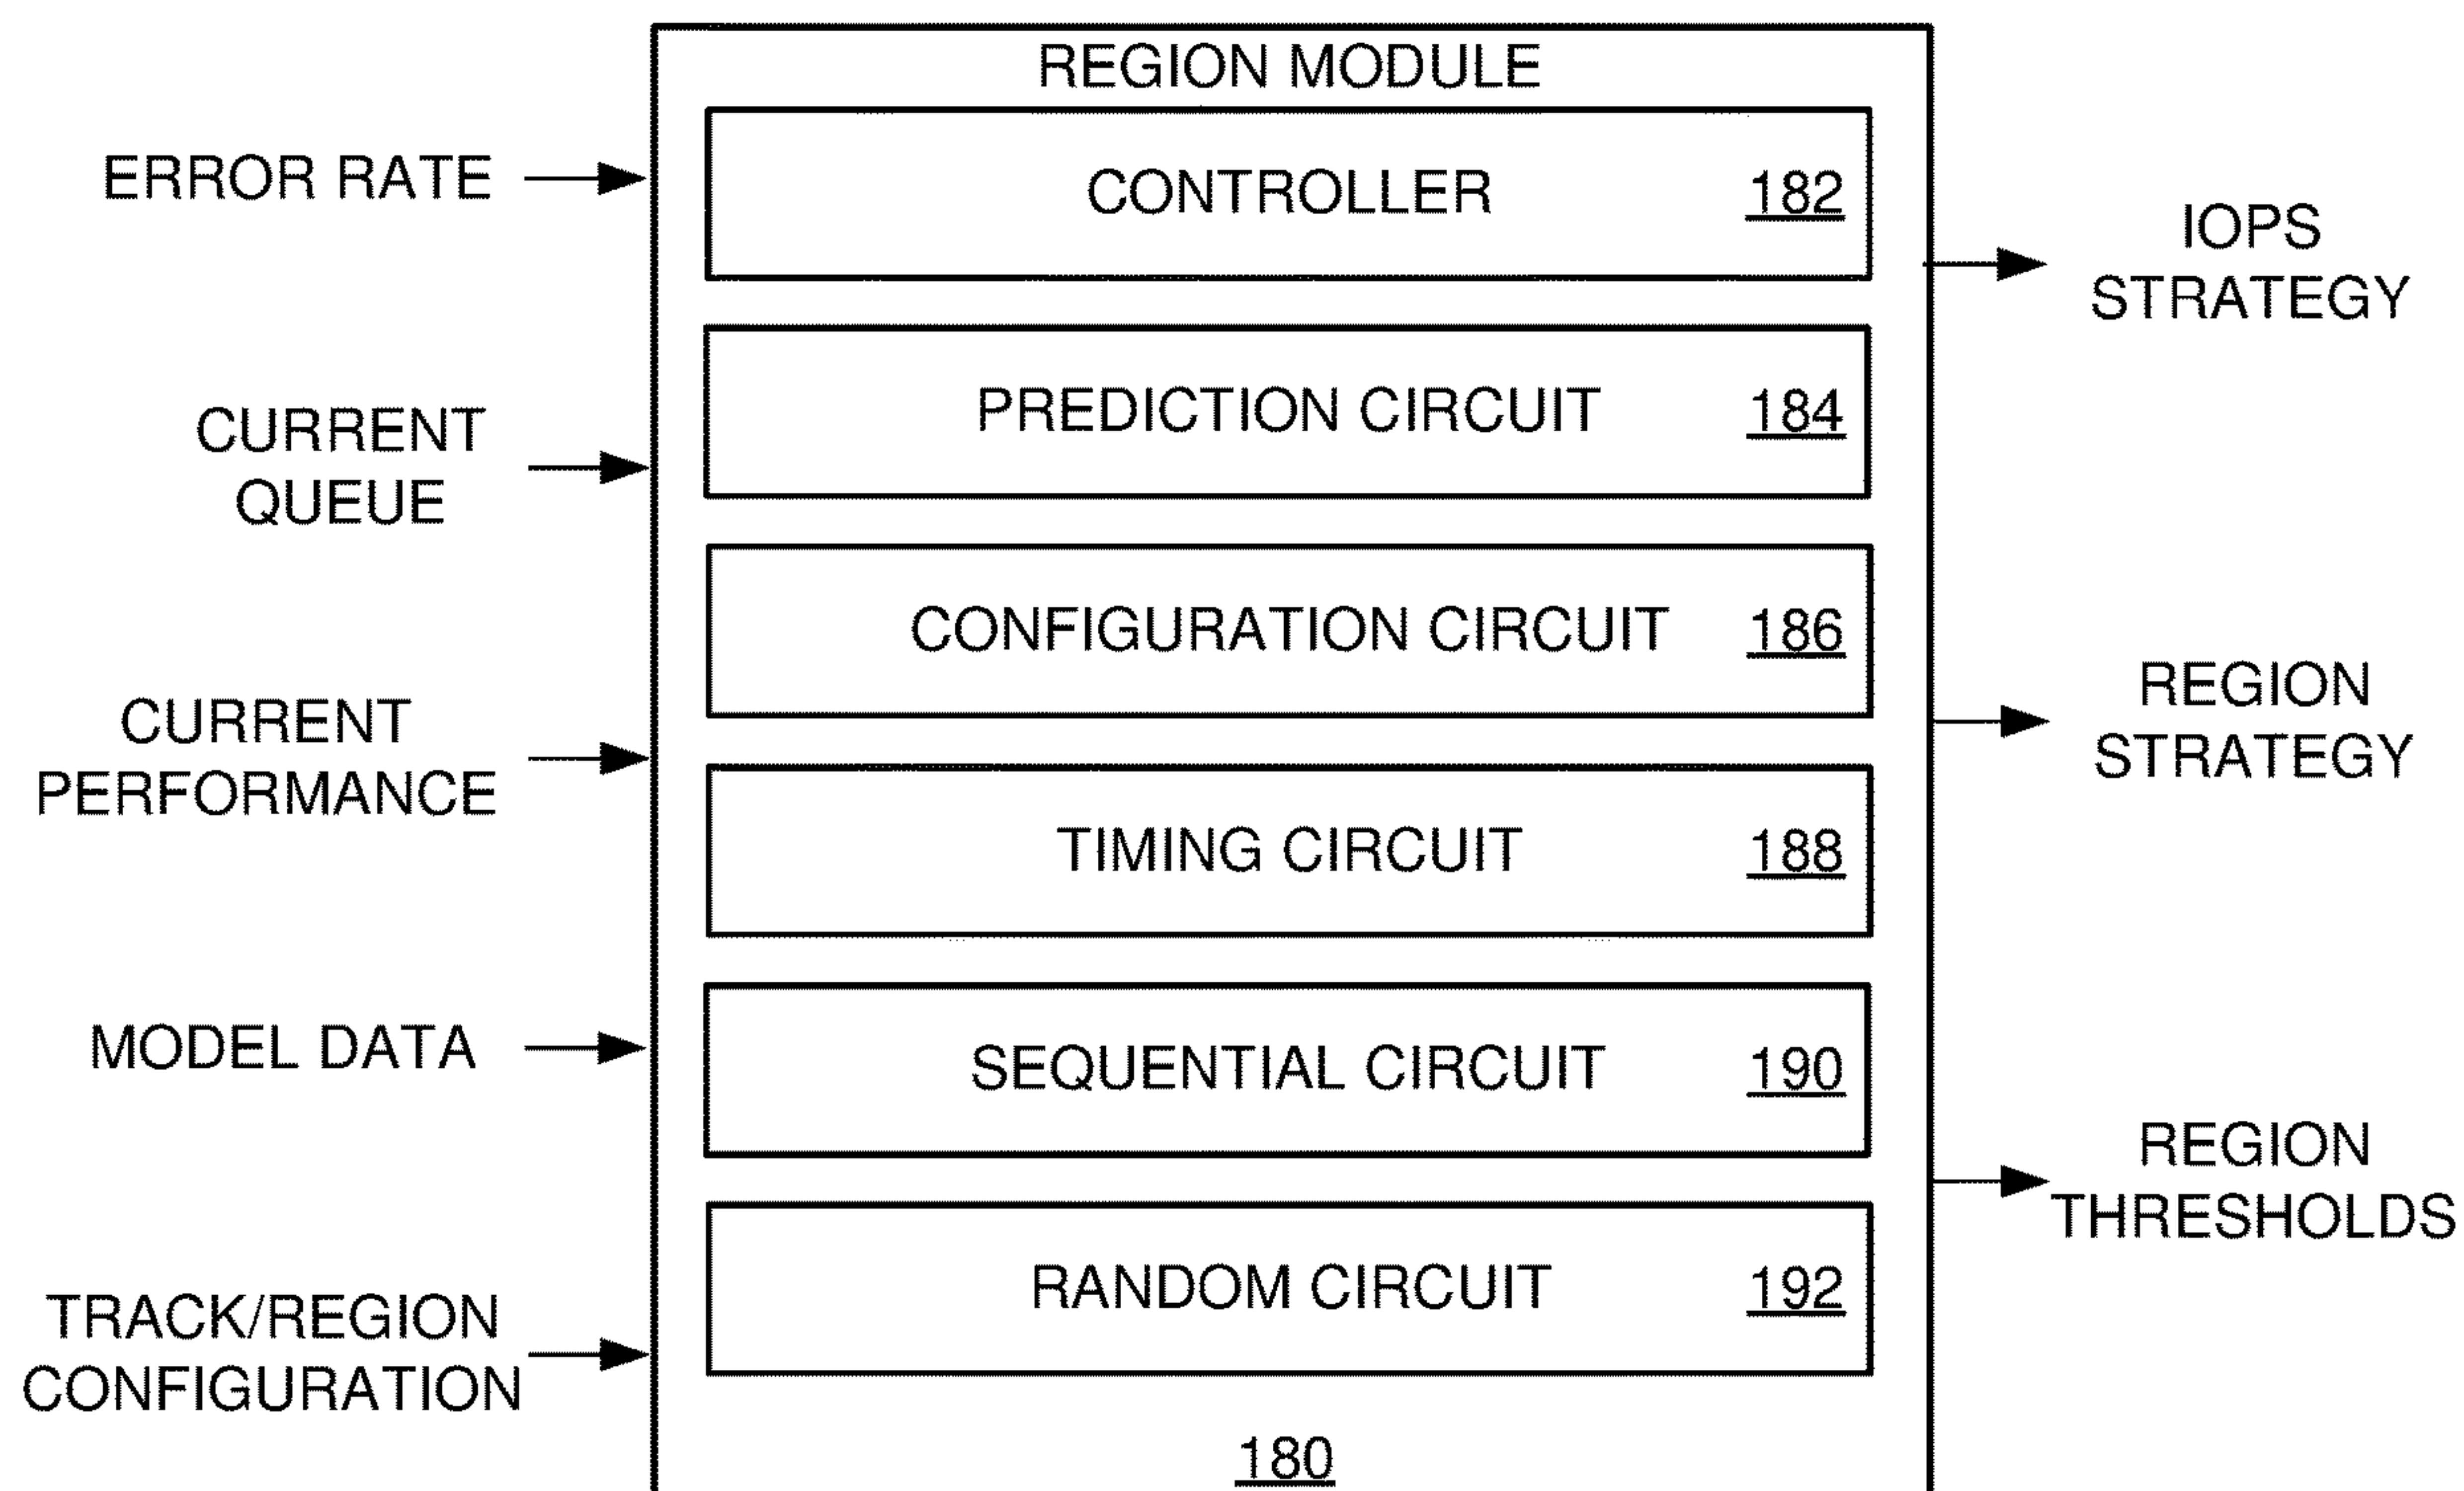 REGION MODULE
ERROR RATE
CONTROLLER 182
IOPS
STRATEGY
CURRENT
QUEUE
PREDICTION CIRCUIT 184
CONFIGURATION CIRCUIT 186
REGION
STRATEGY
CURRENT
PERFORMANCE
TIMING CIRCUIT 188
MODEL DATA
SEQUENTIAL CIRCUIT 190
REGION
THRESHOLDS
TRACK/REGION
CONFIGURATION
RANDOM CIRCUIT 192
180